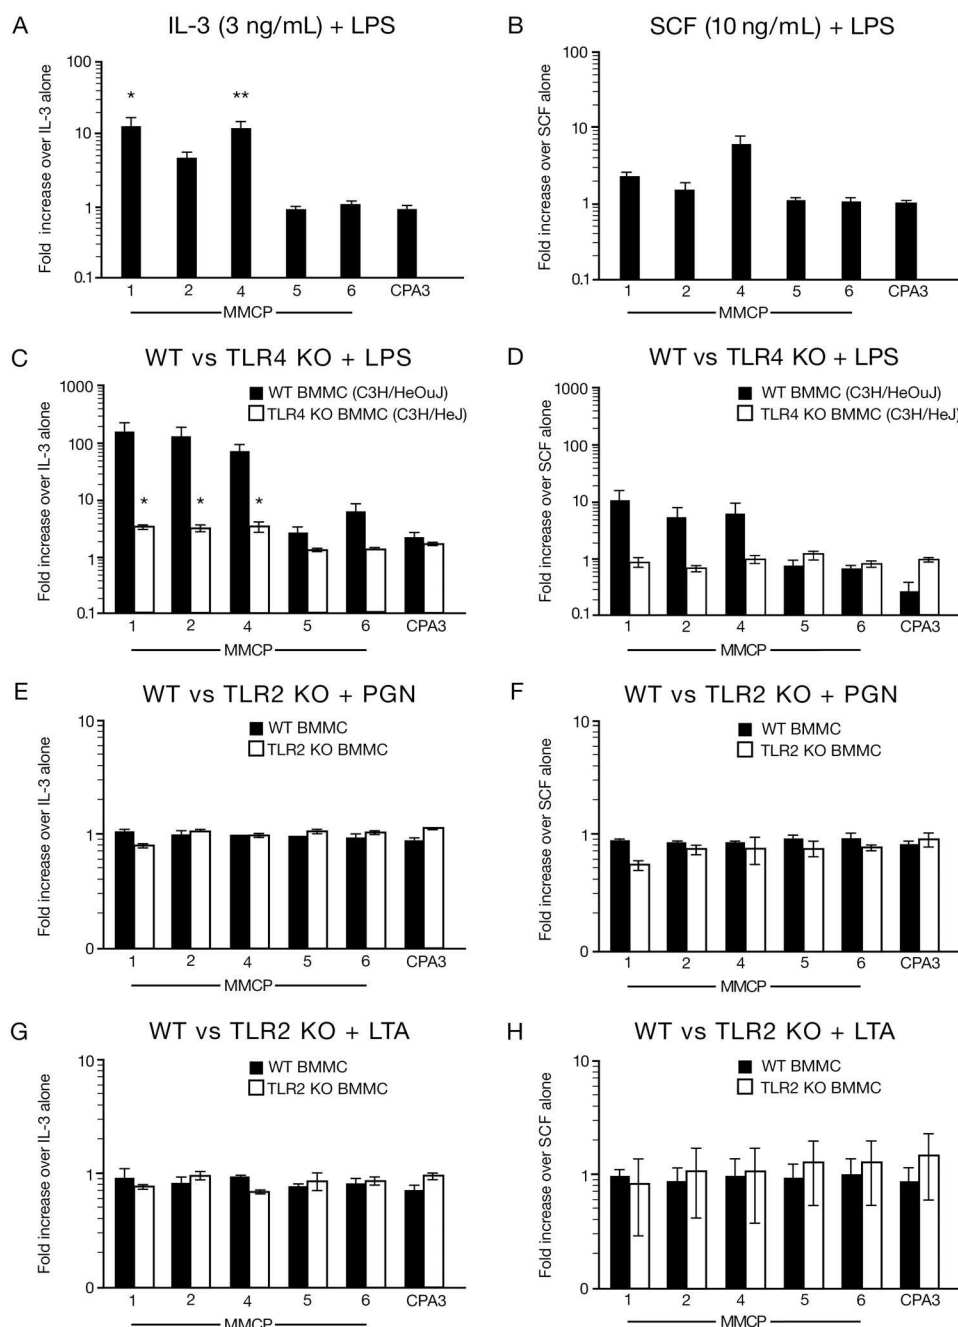 A
IL-3 (3 ng/mL) + LPS
Fold increase over IL-3 alone
100
10
1
0.1
* **
1 2 4 5 6 CPA3
MMCP
B
SCF (10 ng/mL) + LPS
Fold increase over SCF alone
100
10
1
0.1
1 2 4 5 6 CPA3
MMCP
C
WT vs TLR4 KO + LPS
WT BMMC (C3H/HeOuJ)
TLR4 KO BMMC (C3H/HeJ)
Fold increase over IL-3 alone
1000
100
10
1
0.1
* * *
1 2 4 5 6 CPA3
MMCP
D
WT vs TLR4 KO + LPS
WT BMMC (C3H/HeOuJ)
TLR4 KO BMMC (C3H/HeJ)
Fold increase over SCF alone
1000
100
10
1
0.1
1 2 4 5 6 CPA3
MMCP
E
WT vs TLR2 KO + PGN
WT BMMC
TLR2 KO BMMC
Fold increase over IL-3 alone
10
1
0
1 2 4 5 6 CPA3
MMCP
F
WT vs TLR2 KO + PGN
WT BMMC
TLR2 KO BMMC
Fold increase over SCF alone
10
1
0
1 2 4 5 6 CPA3
MMCP
G
WT vs TLR2 KO + LTA
WT BMMC
TLR2 KO BMMC
Fold increase over IL-3 alone
10
1
0
1 2 4 5 6 CPA3
MMCP
H
WT vs TLR2 KO + LTA
WT BMMC
TLR2 KO BMMC
Fold increase over SCF alone
10
1
0
1 2 4 5 6 CPA3
MMCP